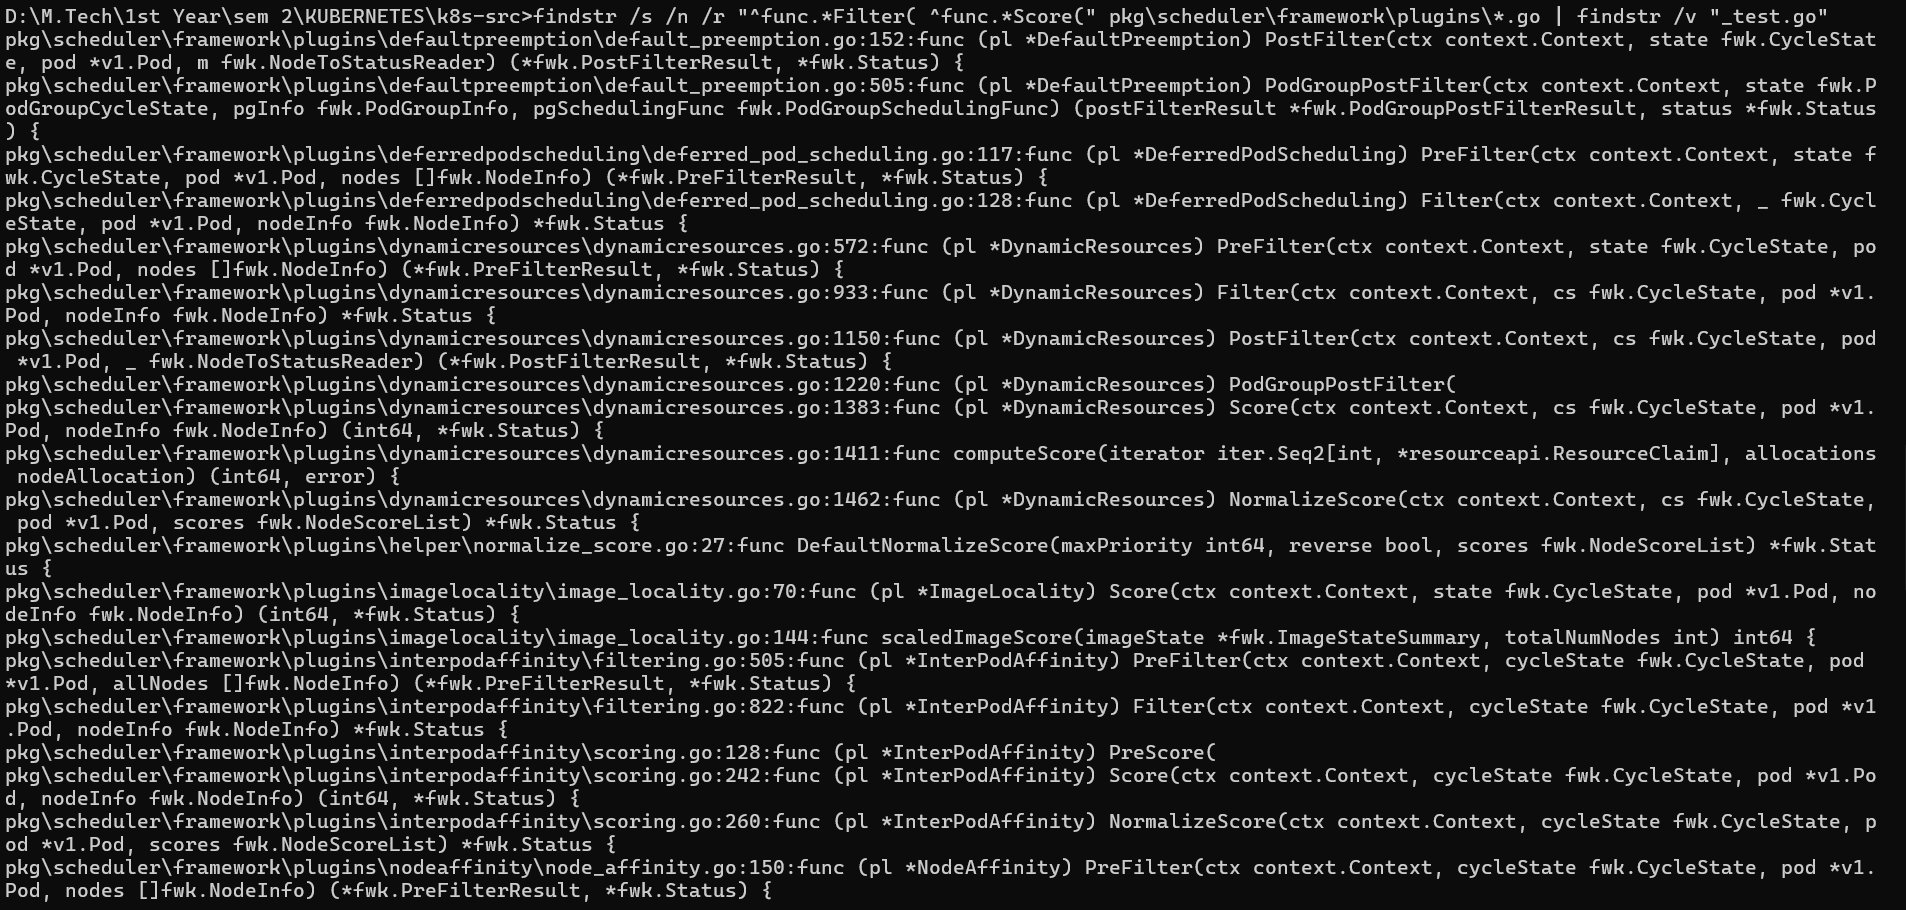 D:\M.Tech\1st Year\sem 2\KUBERNETES\k8s-src>findstr /s /n /r "^func.*Filter( ^func.*Score(" pkg\scheduler\framework\plugins\*.go | findstr /v "_test.go"
pkg\scheduler\framework\plugins\defaultpreemption\default_preemption.go:152:func (pl *DefaultPreemption) PostFilter(ctx context.Context, state fwk.CycleStat
e, pod *v1.Pod, m fwk.NodeToStatusReader) (*fwk.PostFilterResult, *fwk.Status) {
pkg\scheduler\framework\plugins\defaultpreemption\default_preemption.go:505:func (pl *DefaultPreemption) PodGroupPostFilter(ctx context.Context, state fwk.P
odGroupCycleState, pgInfo fwk.PodGroupInfo, pgSchedulingFunc fwk.PodGroupSchedulingFunc) (postFilterResult *fwk.PodGroupPostFilterResult, status *fwk.Status
) {
pkg\scheduler\framework\plugins\deferredpodscheduling\deferred_pod_scheduling.go:117:func (pl *DeferredPodScheduling) PreFilter(ctx context.Context, state f
wk.CycleState, pod *v1.Pod, nodes []fwk.NodeInfo) (*fwk.PreFilterResult, *fwk.Status) {
pkg\scheduler\framework\plugins\deferredpodscheduling\deferred_pod_scheduling.go:128:func (pl *DeferredPodScheduling) Filter(ctx context.Context, _ fwk.Cycl
eState, pod *v1.Pod, nodeInfo fwk.NodeInfo) *fwk.Status {
pkg\scheduler\framework\plugins\dynamicresources\dynamicresources.go:572:func (pl *DynamicResources) PreFilter(ctx context.Context, state fwk.CycleState, po
d *v1.Pod, nodes []fwk.NodeInfo) (*fwk.PreFilterResult, *fwk.Status) {
pkg\scheduler\framework\plugins\dynamicresources\dynamicresources.go:933:func (pl *DynamicResources) Filter(ctx context.Context, cs fwk.CycleState, pod *v1.
Pod, nodeInfo fwk.NodeInfo) *fwk.Status {
pkg\scheduler\framework\plugins\dynamicresources\dynamicresources.go:1150:func (pl *DynamicResources) PostFilter(ctx context.Context, cs fwk.CycleState, pod
 *v1.Pod, _ fwk.NodeToStatusReader) (*fwk.PostFilterResult, *fwk.Status) {
pkg\scheduler\framework\plugins\dynamicresources\dynamicresources.go:1220:func (pl *DynamicResources) PodGroupPostFilter(
pkg\scheduler\framework\plugins\dynamicresources\dynamicresources.go:1383:func (pl *DynamicResources) Score(ctx context.Context, cs fwk.CycleState, pod *v1.
Pod, nodeInfo fwk.NodeInfo) (int64, *fwk.Status) {
pkg\scheduler\framework\plugins\dynamicresources\dynamicresources.go:1411:func computeScore(iterator iter.Seq2[int, *resourceapi.ResourceClaim], allocations
 nodeAllocation) (int64, error) {
pkg\scheduler\framework\plugins\dynamicresources\dynamicresources.go:1462:func (pl *DynamicResources) NormalizeScore(ctx context.Context, cs fwk.CycleState,
 pod *v1.Pod, scores fwk.NodeScoreList) *fwk.Status {
pkg\scheduler\framework\plugins\helper\normalize_score.go:27:func DefaultNormalizeScore(maxPriority int64, reverse bool, scores fwk.NodeScoreList) *fwk.Stat
us {
pkg\scheduler\framework\plugins\imagelocality\image_locality.go:70:func (pl *ImageLocality) Score(ctx context.Context, state fwk.CycleState, pod *v1.Pod, no
deInfo fwk.NodeInfo) (int64, *fwk.Status) {
pkg\scheduler\framework\plugins\imagelocality\image_locality.go:144:func scaledImageScore(imageState *fwk.ImageStateSummary, totalNumNodes int) int64 {
pkg\scheduler\framework\plugins\interpodaffinity\filtering.go:505:func (pl *InterPodAffinity) PreFilter(ctx context.Context, cycleState fwk.CycleState, pod
*v1.Pod, allNodes []fwk.NodeInfo) (*fwk.PreFilterResult, *fwk.Status) {
pkg\scheduler\framework\plugins\interpodaffinity\filtering.go:822:func (pl *InterPodAffinity) Filter(ctx context.Context, cycleState fwk.CycleState, pod *v1
.Pod, nodeInfo fwk.NodeInfo) *fwk.Status {
pkg\scheduler\framework\plugins\interpodaffinity\scoring.go:128:func (pl *InterPodAffinity) PreScore(
pkg\scheduler\framework\plugins\interpodaffinity\scoring.go:242:func (pl *InterPodAffinity) Score(ctx context.Context, cycleState fwk.CycleState, pod *v1.Po
d, nodeInfo fwk.NodeInfo) (int64, *fwk.Status) {
pkg\scheduler\framework\plugins\interpodaffinity\scoring.go:260:func (pl *InterPodAffinity) NormalizeScore(ctx context.Context, cycleState fwk.CycleState, p
od *v1.Pod, scores fwk.NodeScoreList) *fwk.Status {
pkg\scheduler\framework\plugins\nodeaffinity\node_affinity.go:150:func (pl *NodeAffinity) PreFilter(ctx context.Context, cycleState fwk.CycleState, pod *v1.
Pod, nodes []fwk.NodeInfo) (*fwk.PreFilterResult, *fwk.Status) {